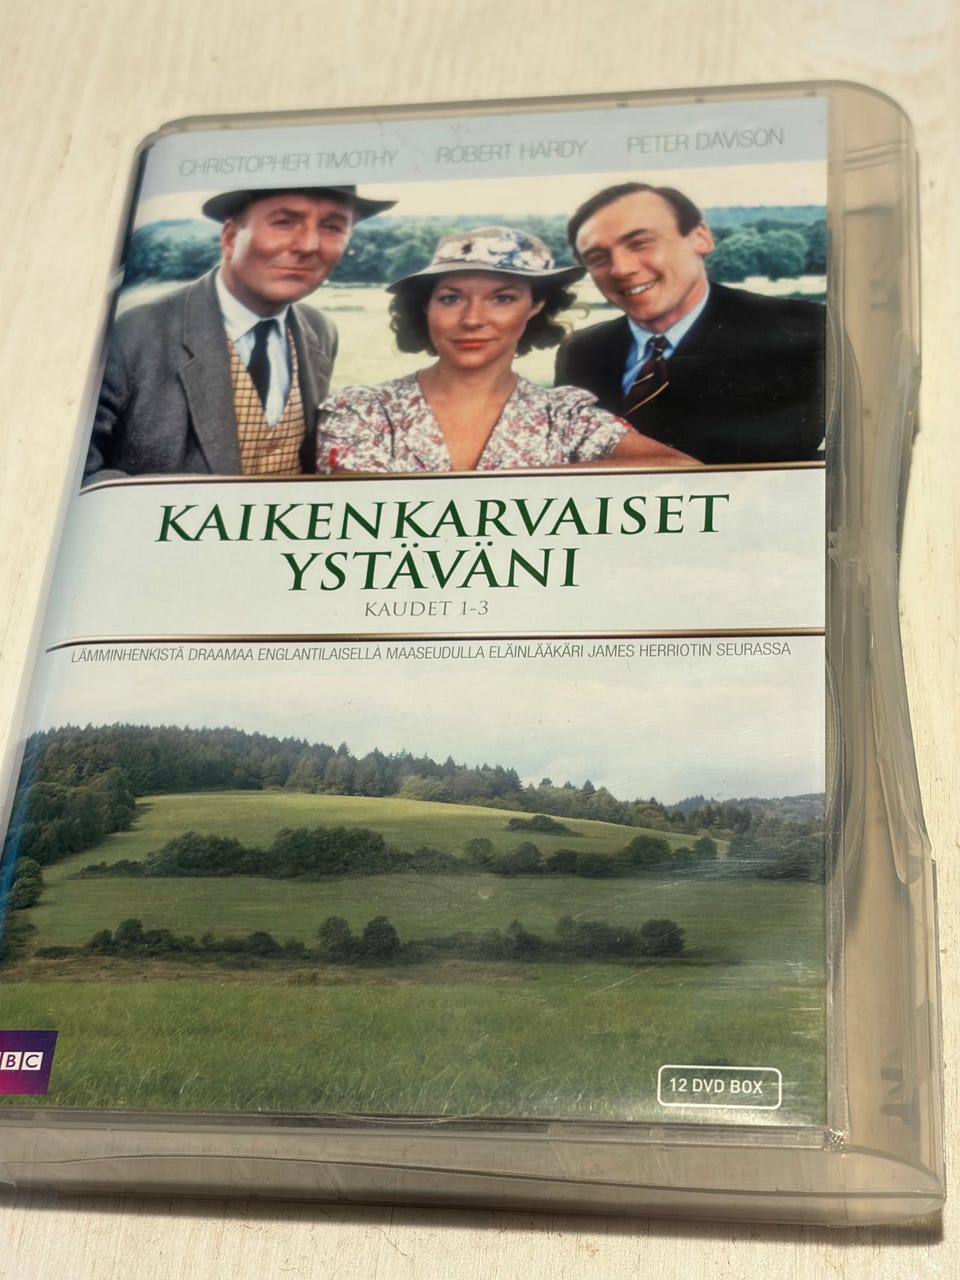 CHRISTOPHER TIMOTHY ROBERT HARDY PETER DAVISON
KAIKENKARVAISET
YSTÄVÄNI
KAUDET 1-3
LÄMMINHENKISTÄ DRAAMAA ENGLANTILAISELLA MAASEUDULLA ELÄINLÄÄKÄRI JAMES HERRIOTIN SEURASSA
BBC
12 DVD BOX